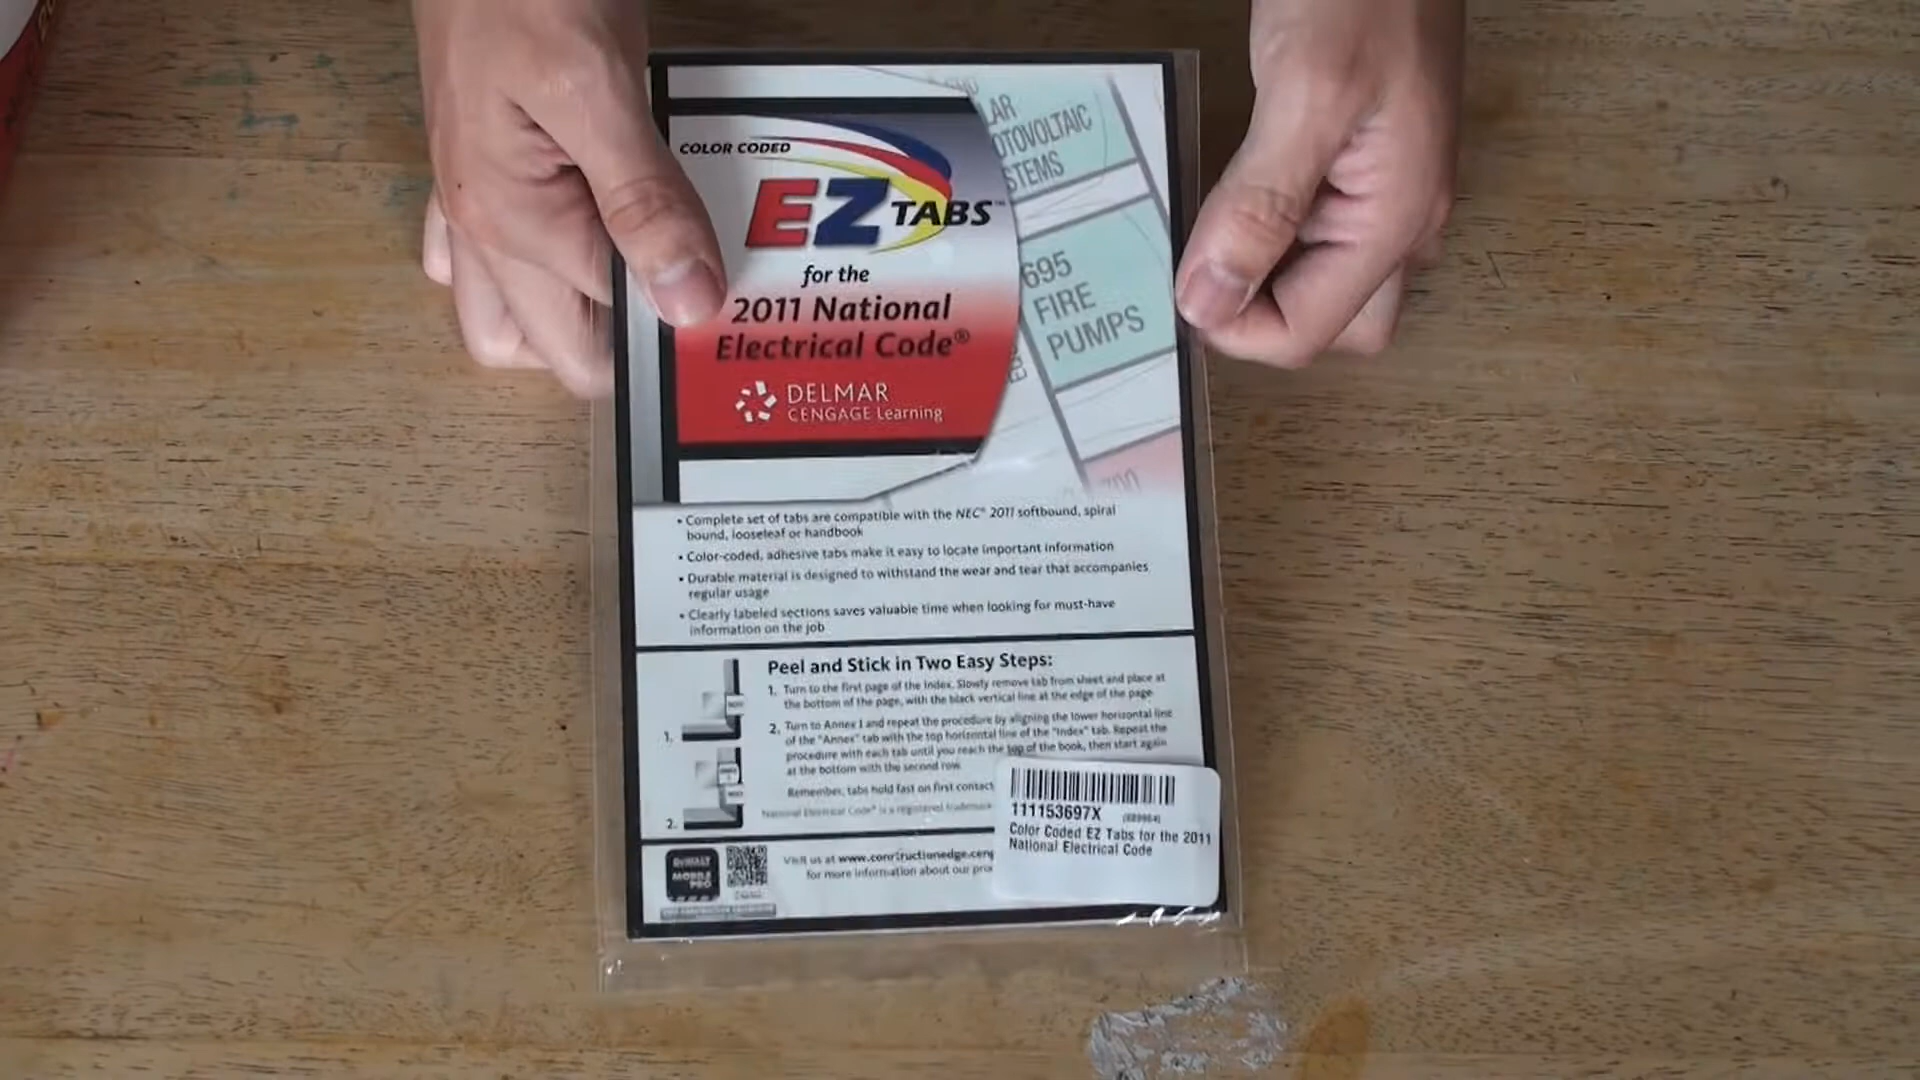 COLOR CODED
EZ TABS™
for the
2011 National
Electrical Code®
DELMAR
CENGAGE Learning
LAR
OTOVOLTAIC
STEMS
695
FIRE
PUMPS
700
• Complete set of tabs are compatible with the NEC® 2011 softbound, spiral
bound, looseleaf or handbook
• Color-coded, adhesive tabs make it easy to locate important information
• Durable material is designed to withstand the wear and tear that accompanies
regular usage
• Clearly labeled sections saves valuable time when looking for must-have
information on the job
Peel and Stick in Two Easy Steps:
1. Turn to the first page of the Index. Slowly remove tab from sheet and place at
the bottom of the page, with the black vertical line at the edge of the page
2. Turn to Annex I and repeat the procedure by aligning the lower horizontal line
of the "Annex" tab with the top horizontal line of the "Index" tab. Repeat the
procedure with each tab until you reach the top of the book, then start again
at the bottom with the second row
Remember, tabs hold fast on first contact
National Electrical Code® is a registered trademark
1.
2.
DEWALT
MOBILE
PRO
Visit us at www.constructionedge.ceng
for more information about our pro
111153697X
Color Coded EZ Tabs for the 2011
National Electrical Code